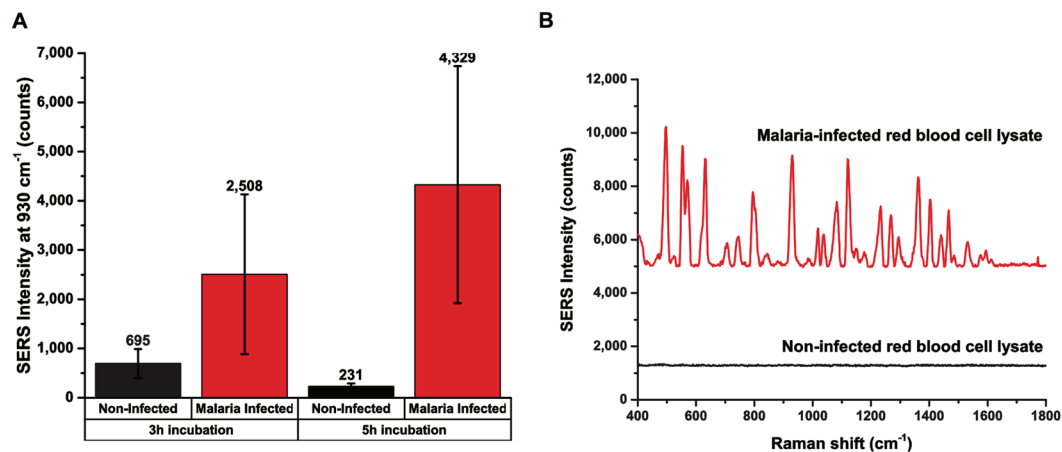 A
SERS Intensity at 930 cm⁻¹ (counts)
7,000
6,000
5,000
4,000
3,000
2,000
1,000
0
695
2,508
231
4,329
Non-Infected
Malaria Infected
Non-Infected
Malaria Infected
3h incubation
5h incubation
B
SERS Intensity (counts)
12,000
10,000
8,000
6,000
4,000
2,000
0
Malaria-infected red blood cell lysate
Non-infected red blood cell lysate
400
600
800
1000
1200
1400
1600
1800
Raman shift (cm⁻¹)